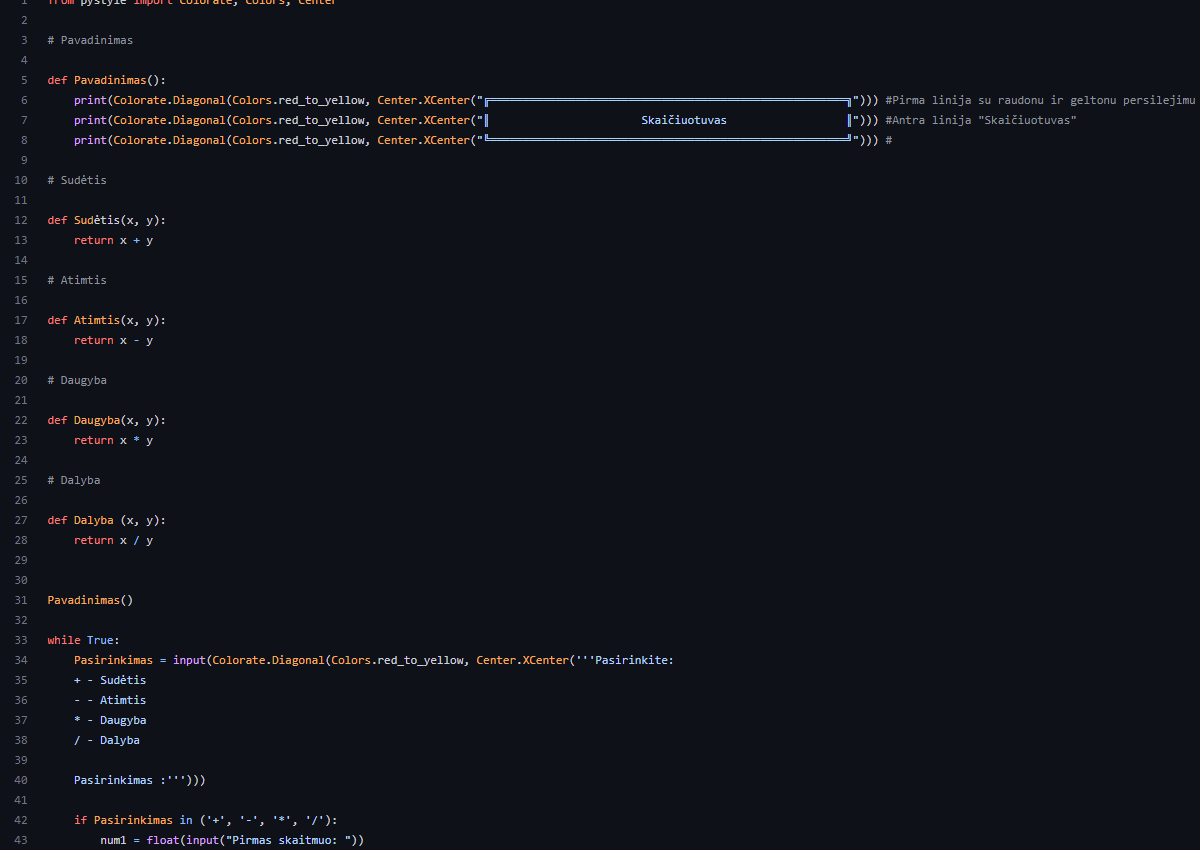 1 from pystyle import Colorate, Colors, Center
2
3 # Pavadinimas
4
5 def Pavadinimas():
6     print(Colorate.Diagonal(Colors.red_to_yellow, Center.XCenter("╔══════════════════════════════════════════════════════╗"))) #Pirma linija su raudonu ir geltonu persilejimu
7     print(Colorate.Diagonal(Colors.red_to_yellow, Center.XCenter("║                       Skaičiuotuvas                  ║"))) #Antra linija "Skaičiuotuvas"
8     print(Colorate.Diagonal(Colors.red_to_yellow, Center.XCenter("╚══════════════════════════════════════════════════════╝"))) #
9
10 # Sudėtis
11
12 def Sudėtis(x, y):
13     return x + y
14
15 # Atimtis
16
17 def Atimtis(x, y):
18     return x - y
19
20 # Daugyba
21
22 def Daugyba(x, y):
23     return x * y
24
25 # Dalyba
26
27 def Dalyba (x, y):
28     return x / y
29
30
31 Pavadinimas()
32
33 while True:
34     Pasirinkimas = input(Colorate.Diagonal(Colors.red_to_yellow, Center.XCenter('''Pasirinkite:
35     + - Sudėtis
36     - - Atimtis
37     * - Daugyba
38     / - Dalyba
39
40     Pasirinkimas :''')))
41
42     if Pasirinkimas in ('+', '-', '*', '/'):
43         num1 = float(input("Pirmas skaitmuo: "))